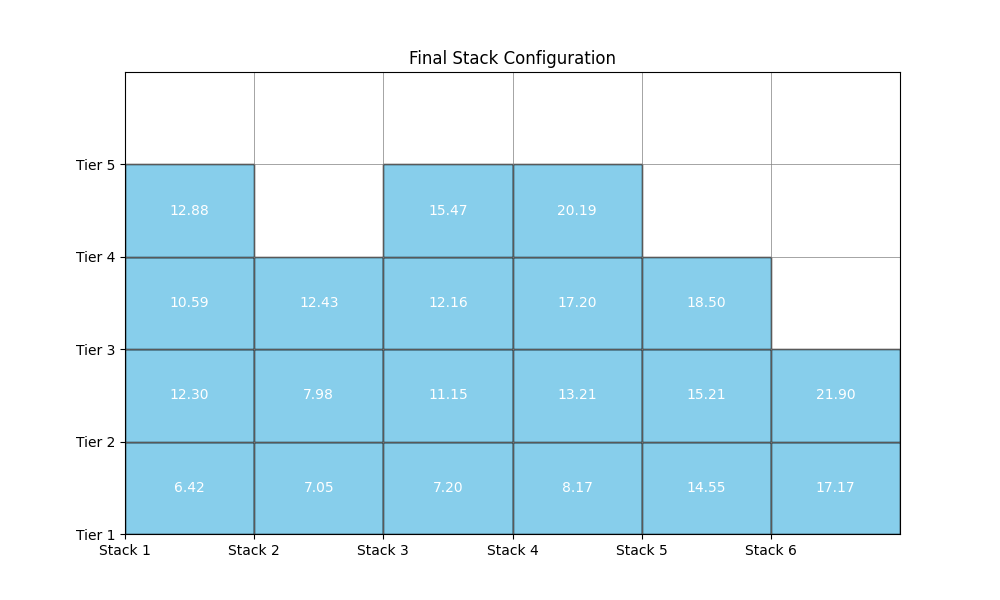 Final Stack Configuration
Tier 5
12.88 15.47 20.19
Tier 4
10.59 12.43 12.16 17.20 18.50
Tier 3
12.30 7.98 11.15 13.21 15.21 21.90
Tier 2
6.42 7.05 7.20 8.17 14.55 17.17
Tier 1
Stack 1 Stack 2 Stack 3 Stack 4 Stack 5 Stack 6